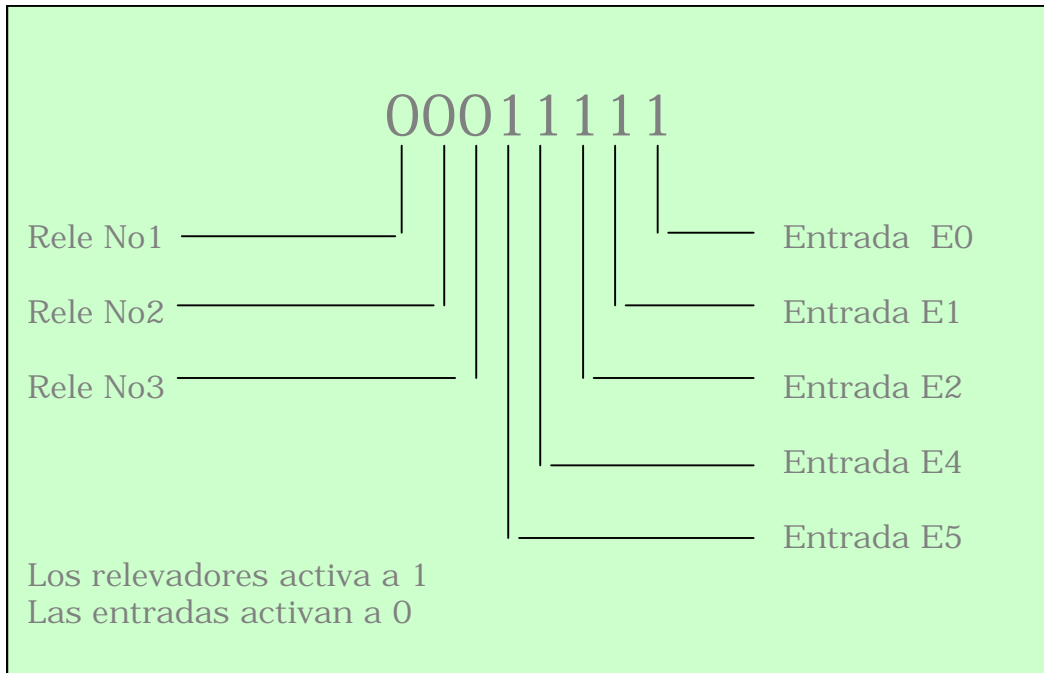 00011111
Rele No1
Entrada E0
Rele No2
Entrada E1
Rele No3
Entrada E2
Entrada E4
Entrada E5
Los relevadores activa a 1
Las entradas activan a 0